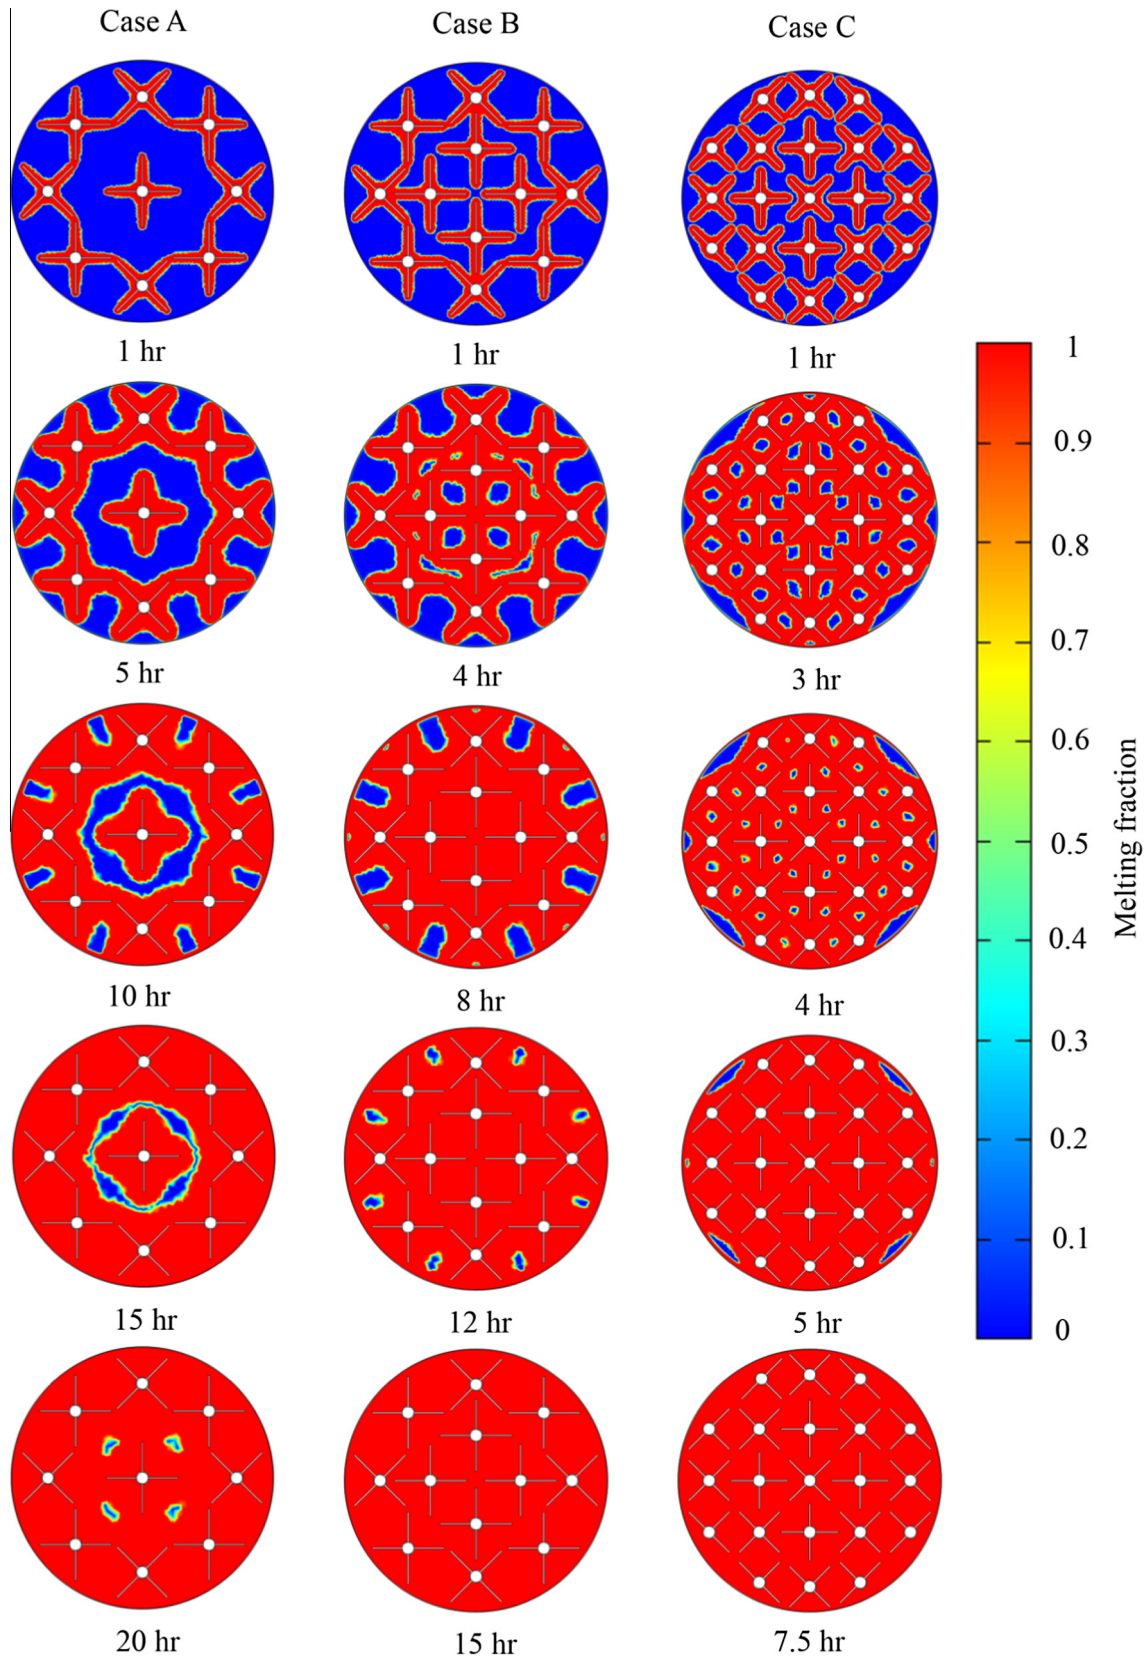 Case A
Case B
Case C
1 hr
1 hr
1 hr
5 hr
4 hr
3 hr
10 hr
8 hr
4 hr
15 hr
12 hr
5 hr
20 hr
15 hr
7.5 hr
1
0.9
0.8
0.7
0.6
0.5
0.4
0.3
0.2
0.1
0
Melting fraction